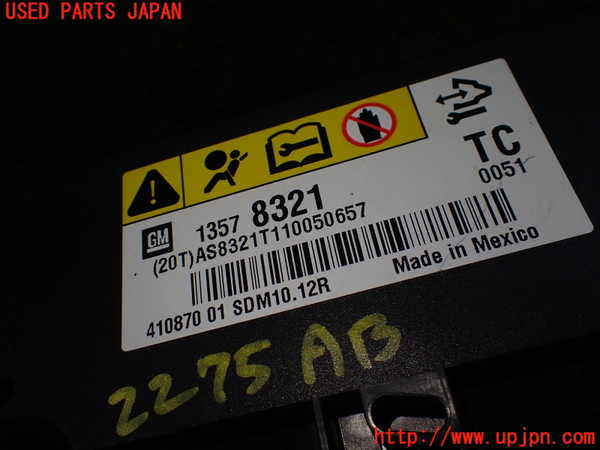 USED PARTS JAPAN
TC
0051
GM 1357 8321
(20T)AS8321T110050657
Made in Mexico
410870 01 SDM10.12R
2275 AB
http://www.upjpn.com/